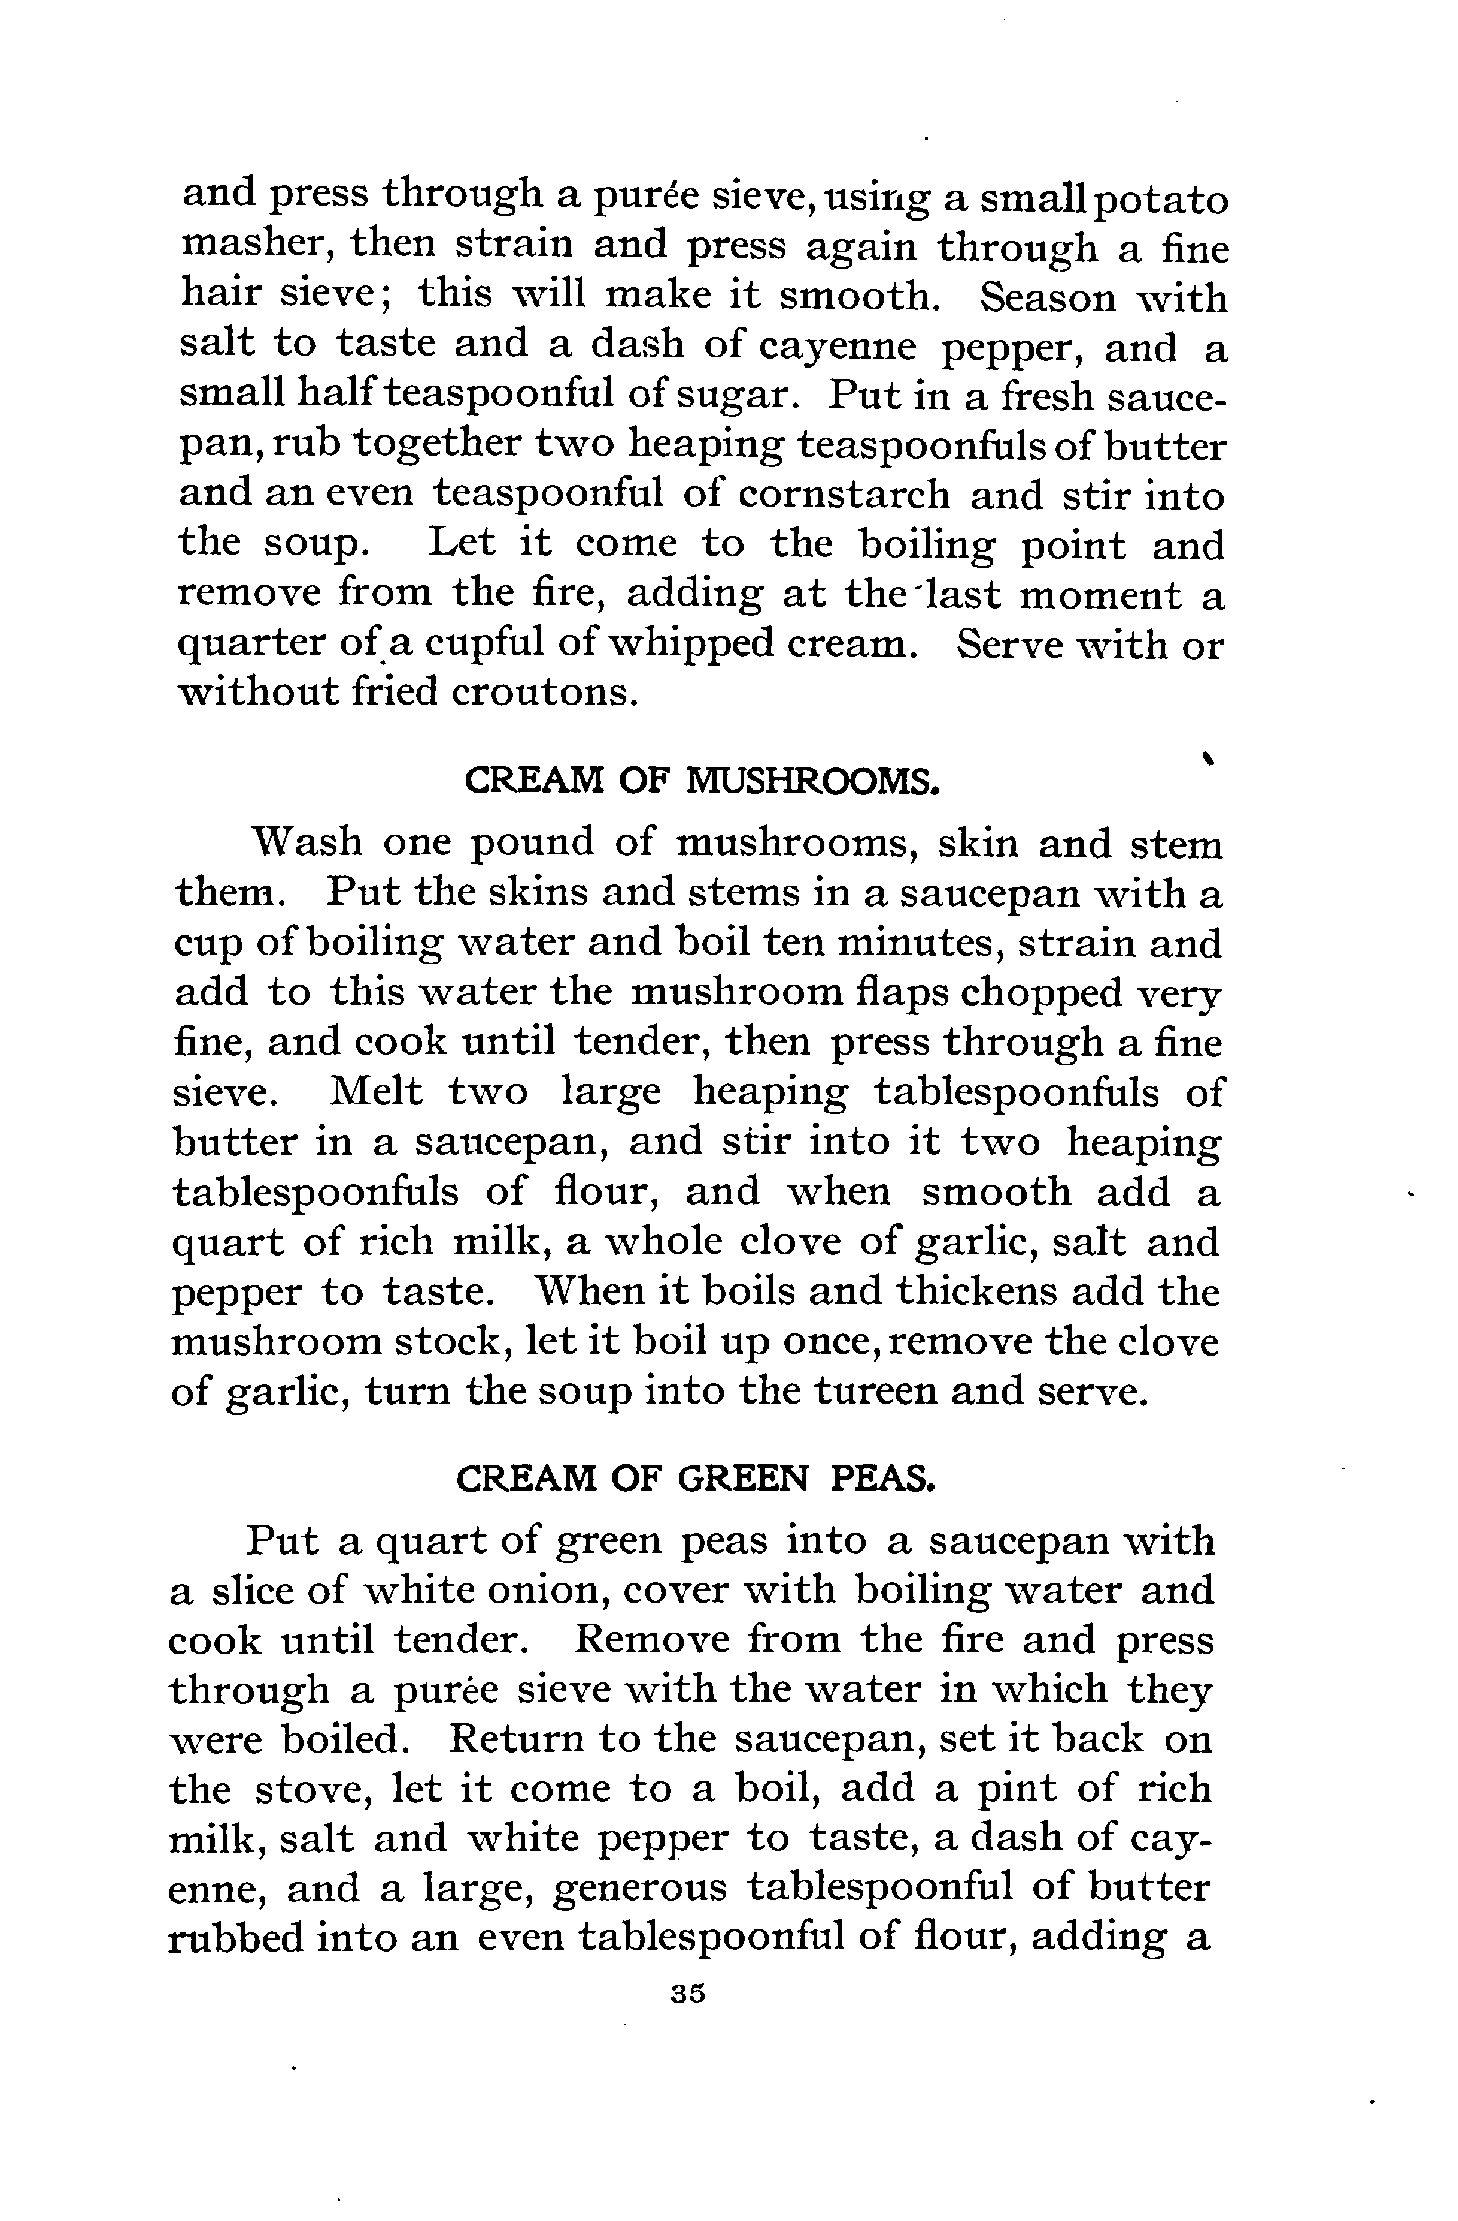 and press through a purée sieve, using a small potato
masher, then strain and press again through a fine
hair sieve; this will make it smooth. Season with
salt to taste and a dash of cayenne pepper, and a
small half teaspoonful of sugar. Put in a fresh sauce-
pan, rub together two heaping teaspoonfuls of butter
and an even teaspoonful of cornstarch and stir into
the soup. Let it come to the boiling point and
remove from the fire, adding at the last moment a
quarter of a cupful of whipped cream. Serve with or
without fried croutons.
CREAM OF MUSHROOMS.
Wash one pound of mushrooms, skin and stem
them. Put the skins and stems in a saucepan with a
cup of boiling water and boil ten minutes, strain and
add to this water the mushroom flaps chopped very
fine, and cook until tender, then press through a fine
sieve. Melt two large heaping tablespoonfuls of
butter in a saucepan, and stir into it two heaping
tablespoonfuls of flour, and when smooth add a
quart of rich milk, a whole clove of garlic, salt and
pepper to taste. When it boils and thickens add the
mushroom stock, let it boil up once, remove the clove
of garlic, turn the soup into the tureen and serve.
CREAM OF GREEN PEAS.
Put a quart of green peas into a saucepan with
a slice of white onion, cover with boiling water and
cook until tender. Remove from the fire and press
through a purée sieve with the water in which they
were boiled. Return to the saucepan, set it back on
the stove, let it come to a boil, add a pint of rich
milk, salt and white pepper to taste, a dash of cay-
enne, and a large, generous tablespoonful of butter
rubbed into an even tablespoonful of flour, adding a
35